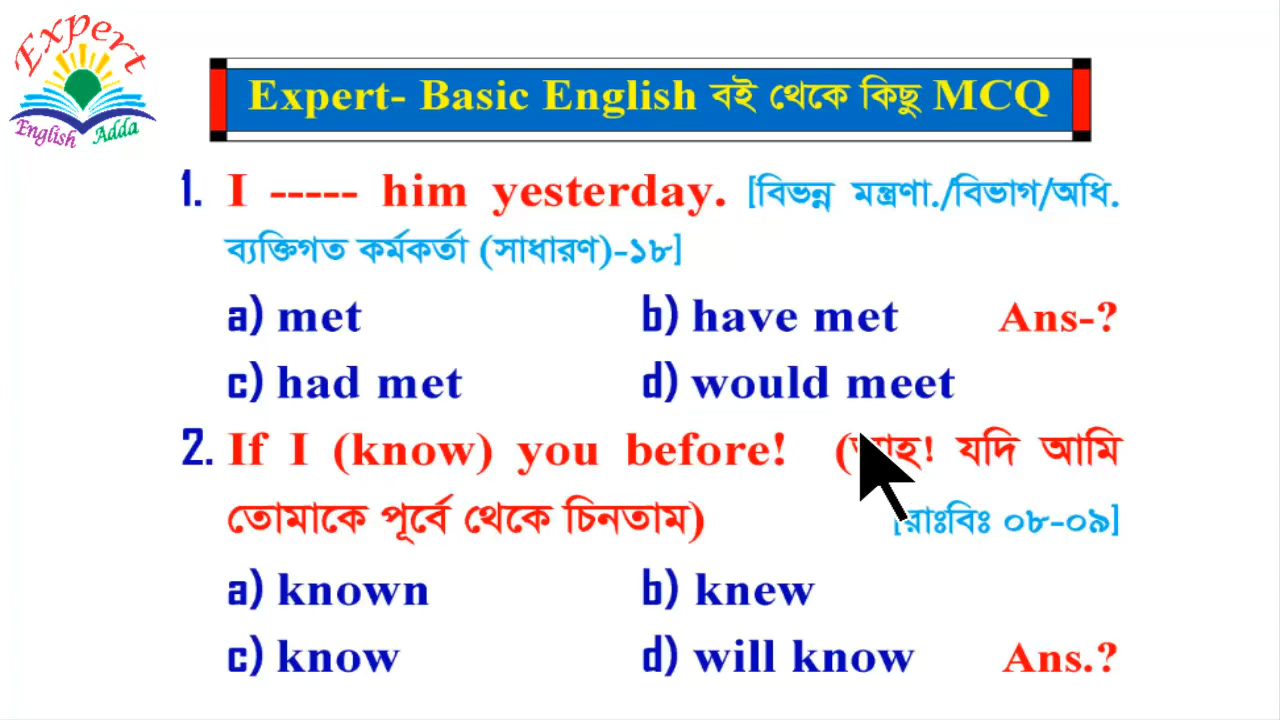 Expert
English Adda
Expert- Basic English বই থেকে কিছু MCQ
1. I ----- him yesterday. [বিভন্ন মন্ত্রণা./বিভাগ/অধি.
ব্যক্তিগত কর্মকর্তা (সাধারণ)-১৮]
a) met b) have met Ans-?
c) had met d) would meet
2. If I (know) you before! (আহ! যদি আমি
তোমাকে পূর্বে থেকে চিনতাম) [রাঃবিঃ ০৮-০৯]
a) known b) knew
c) know d) will know Ans.?